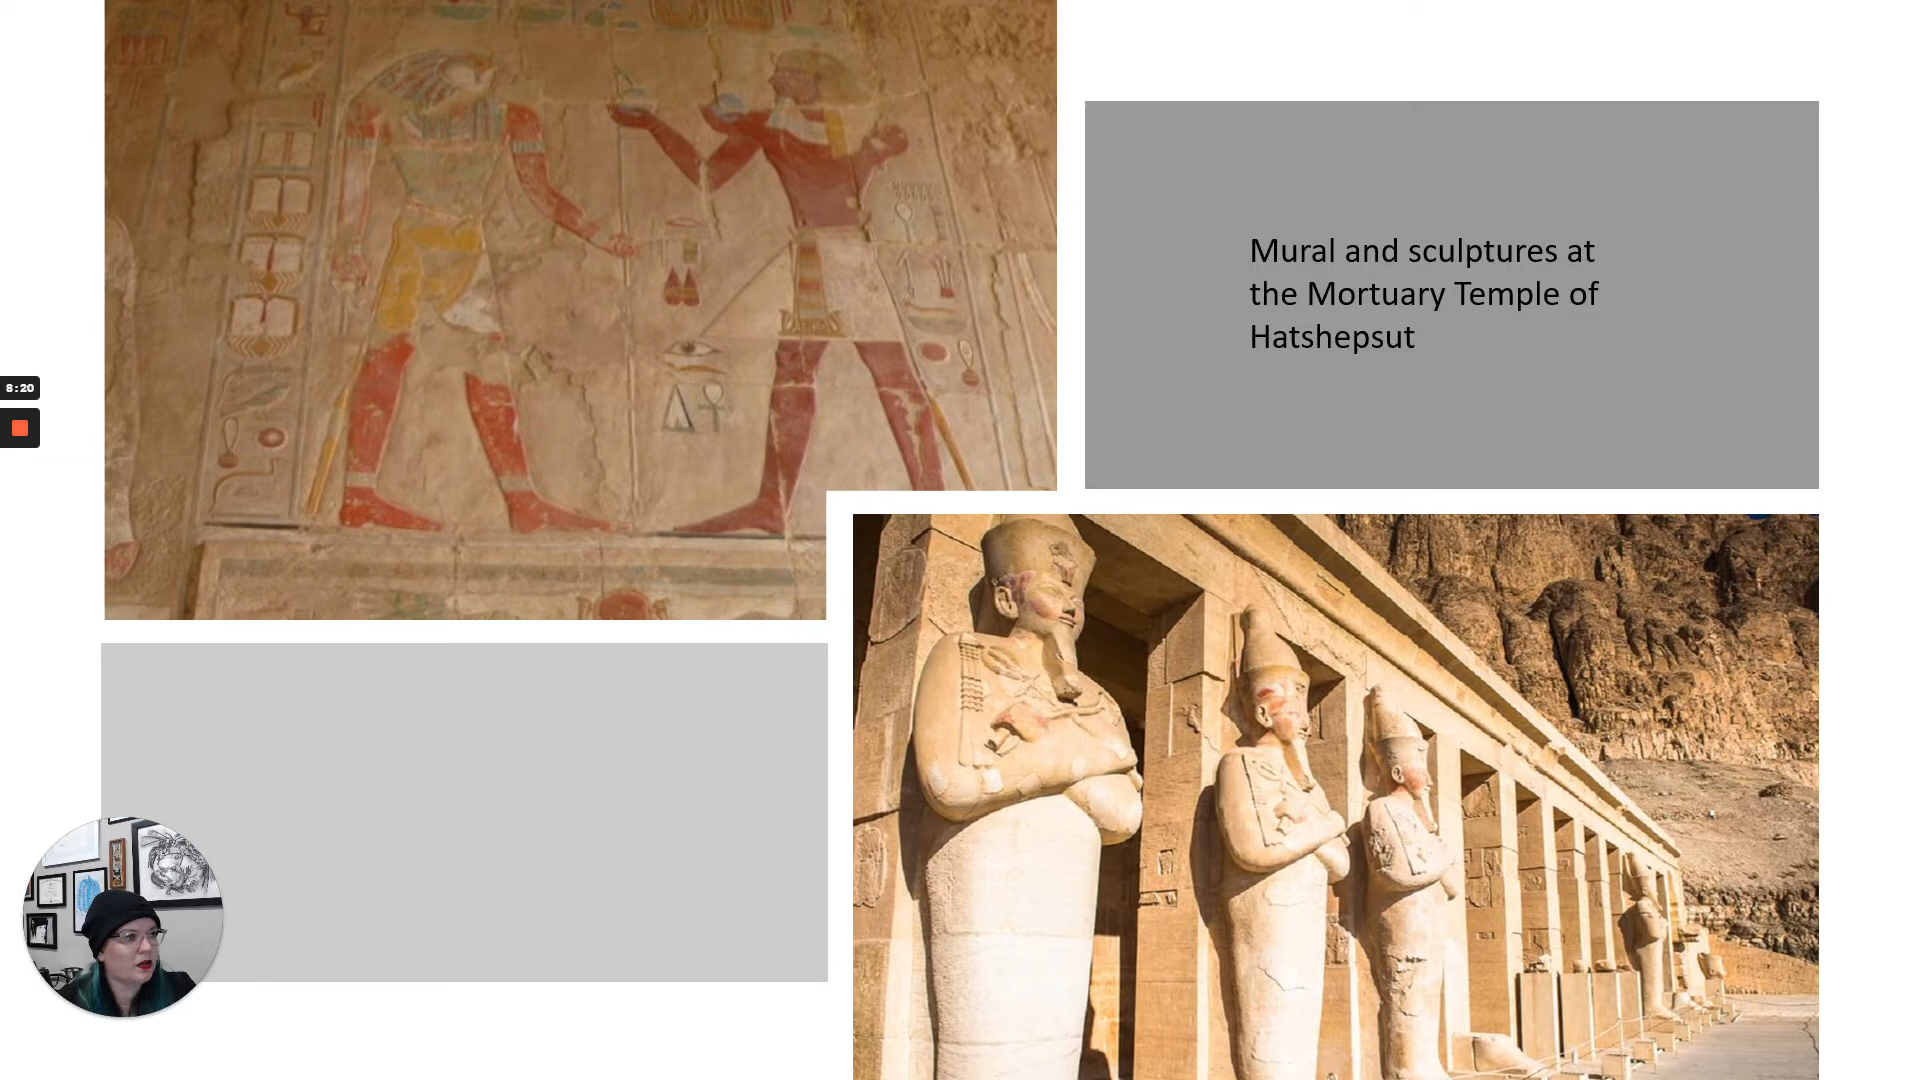 8:20
Mural and sculptures at
the Mortuary Temple of
Hatshepsut